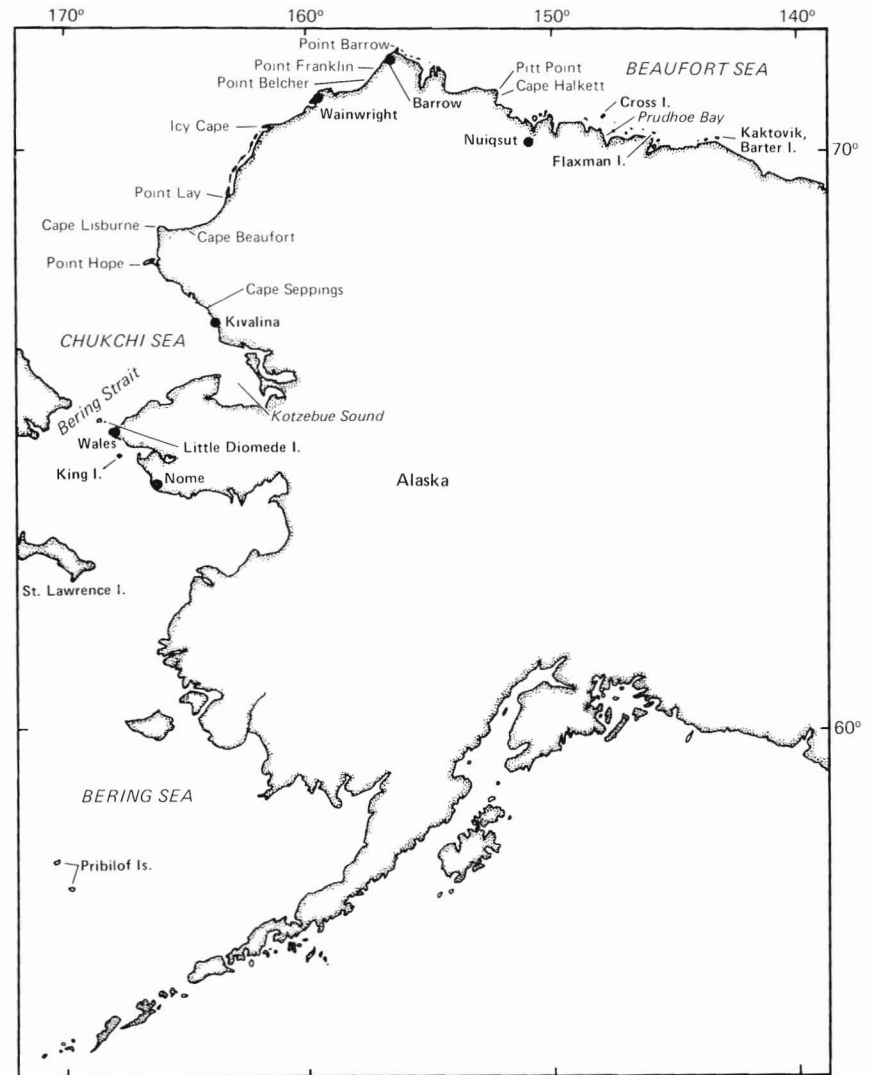 170°
160°
150°
140°
Point Barrow
Point Franklin
Point Belcher
Pitt Point
BEAUFORT SEA
Cape Halkett
Barrow
Cross I.
Wainwright
Prudhoe Bay
Icy Cape
Nuiqsut
Kaktovik,
Barter I.
70°
Flaxman I.
Point Lay
Cape Lisburne
Cape Beaufort
Point Hope
Cape Seppings
Kivalina
CHUKCHI SEA
Bering Strait
Kotzebue Sound
Wales
Little Diomede I.
King I.
Nome
Alaska
St. Lawrence I.
60°
BERING SEA
Pribilof Is.